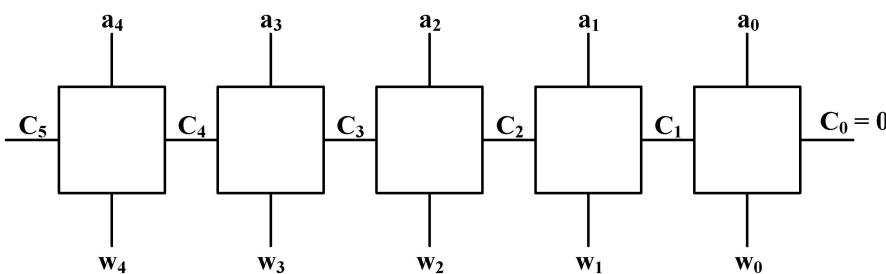 a₄ a₃ a₂ a₁ a₀
C₅ C₄ C₃ C₂ C₁ C₀ = 0
w₄ w₃ w₂ w₁ w₀